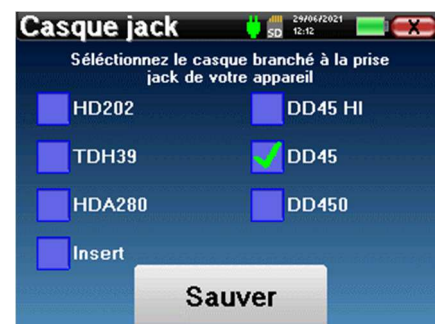 Casque jack
SD
29/06/2021
12:12
X
Séléctionnez le casque branché à la prise
jack de votre appareil
HD202
DD45 HI
TDH39
DD45
HDA280
DD450
Insert
Sauver